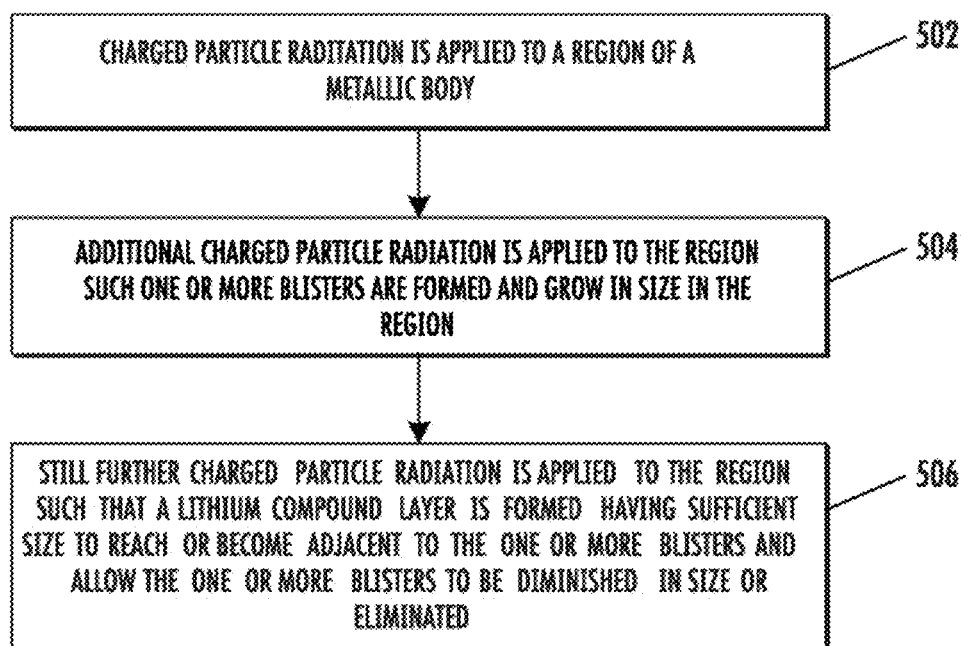 CHARGED PARTICLE RADITATION IS APPLIED TO A REGION OF A
METALLIC BODY
502
ADDITIONAL CHARGED PARTICLE RADIATION IS APPLIED TO THE REGION
SUCH ONE OR MORE BLISTERS ARE FORMED AND GROW IN SIZE IN THE
REGION
504
STILL FURTHER CHARGED PARTICLE RADIATION IS APPLIED TO THE REGION
SUCH THAT A LITHIUM COMPOUND LAYER IS FORMED HAVING SUFFICIENT
SIZE TO REACH OR BECOME ADJACENT TO THE ONE OR MORE BLISTERS AND
ALLOW THE ONE OR MORE BLISTERS TO BE DIMINISHED IN SIZE OR
ELIMINATED
506